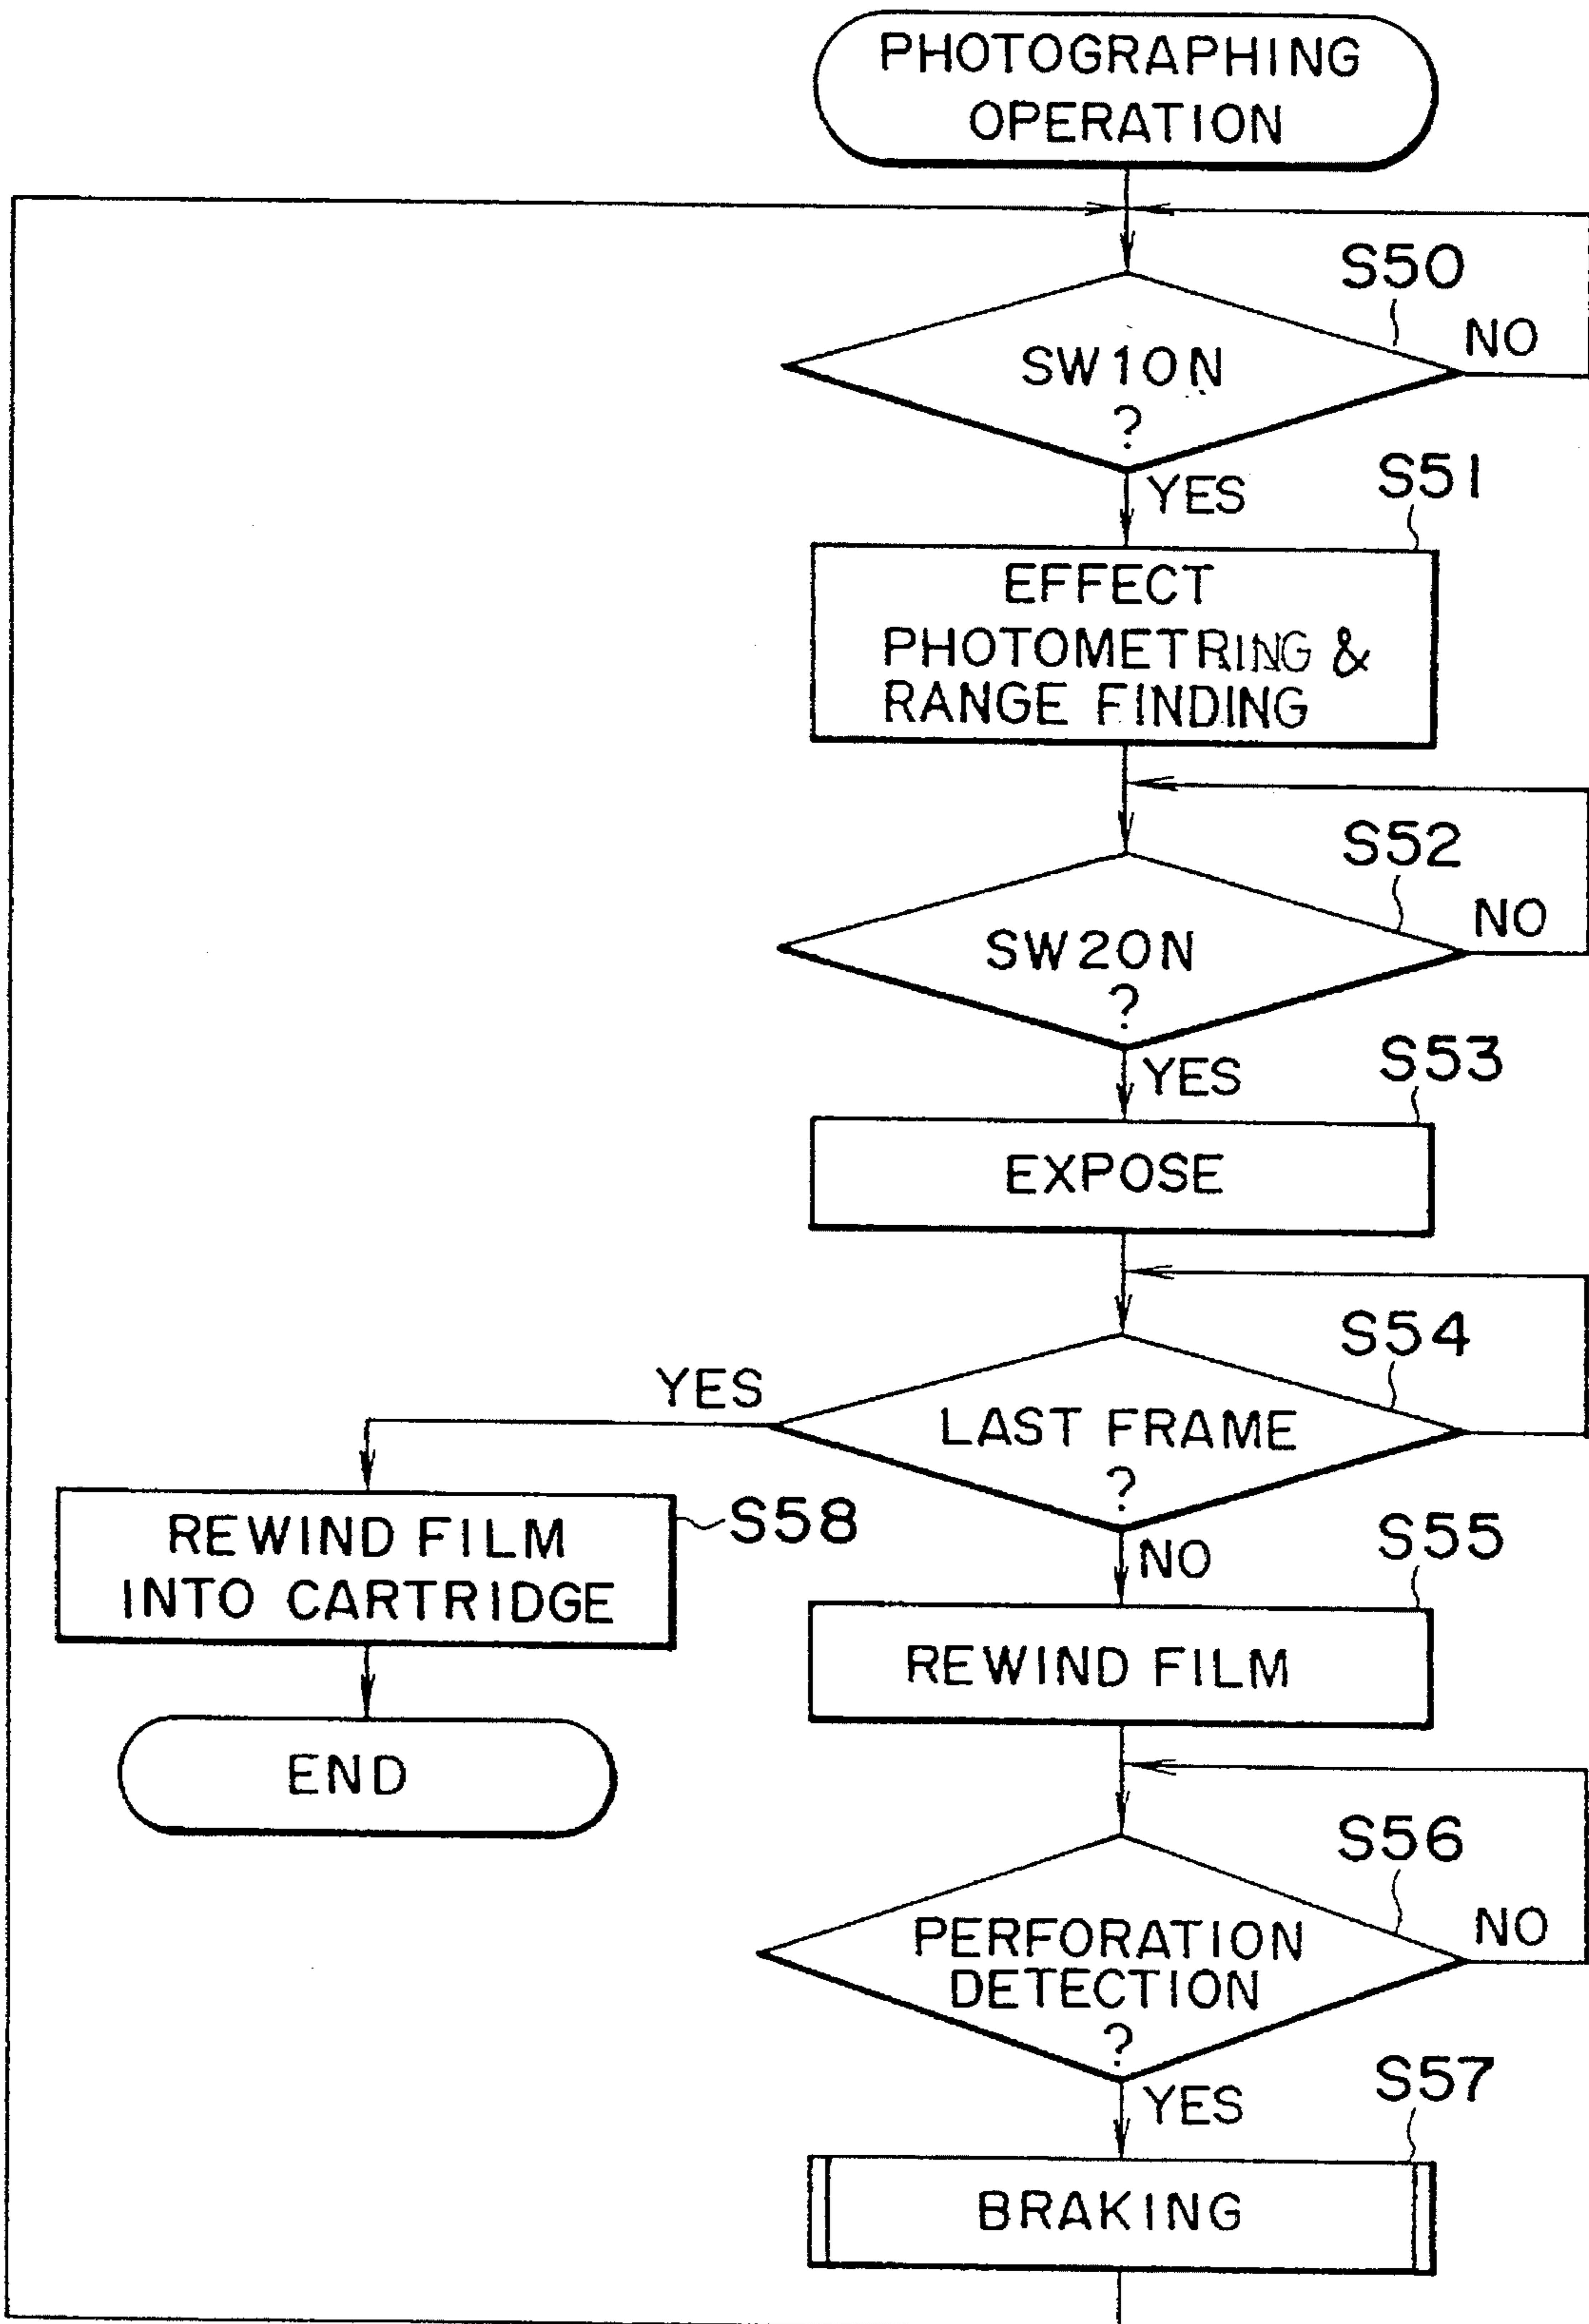 PHOTOGRAPHING
OPERATION
S50
SW1ON
?
NO
YES
S51
EFFECT
PHOTOMETRING &
RANGE FINDING
S52
SW2ON
?
NO
YES
S53
EXPOSE
S54
YES
LAST FRAME
?
NO
S58
REWIND FILM
INTO CARTRIDGE
END
S55
REWIND FILM
S56
PERFORATION
DETECTION
?
NO
YES
S57
BRAKING